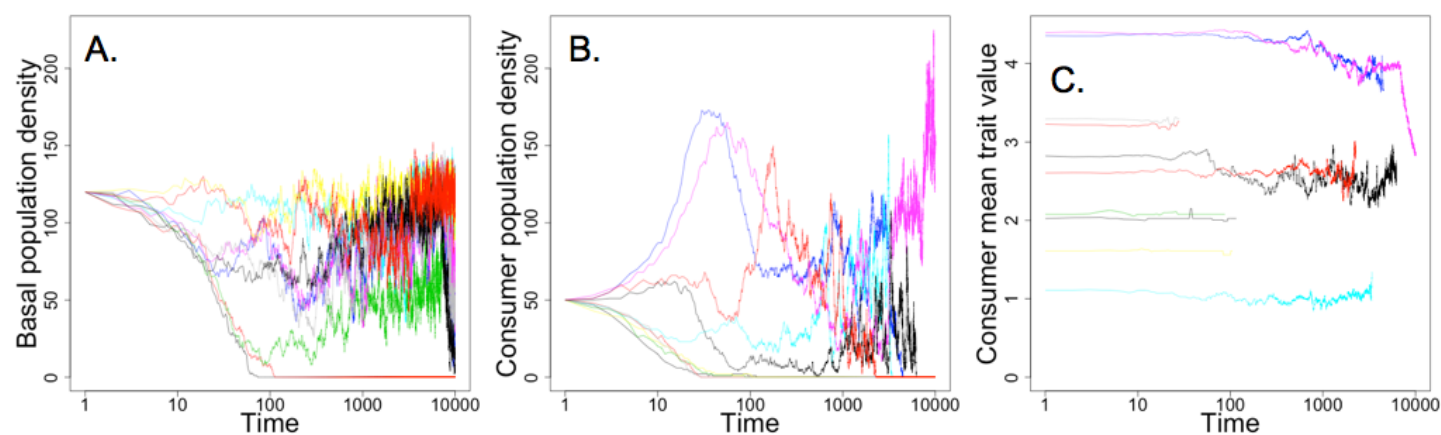 A.
Basal population density
0 50 100 150 200
1 10 100 1000 10000
Time
B.
Consumer population density
0 50 100 150 200
1 10 100 1000 10000
Time
C.
Consumer mean trait value
0 1 2 3 4
1 10 100 1000 10000
Time